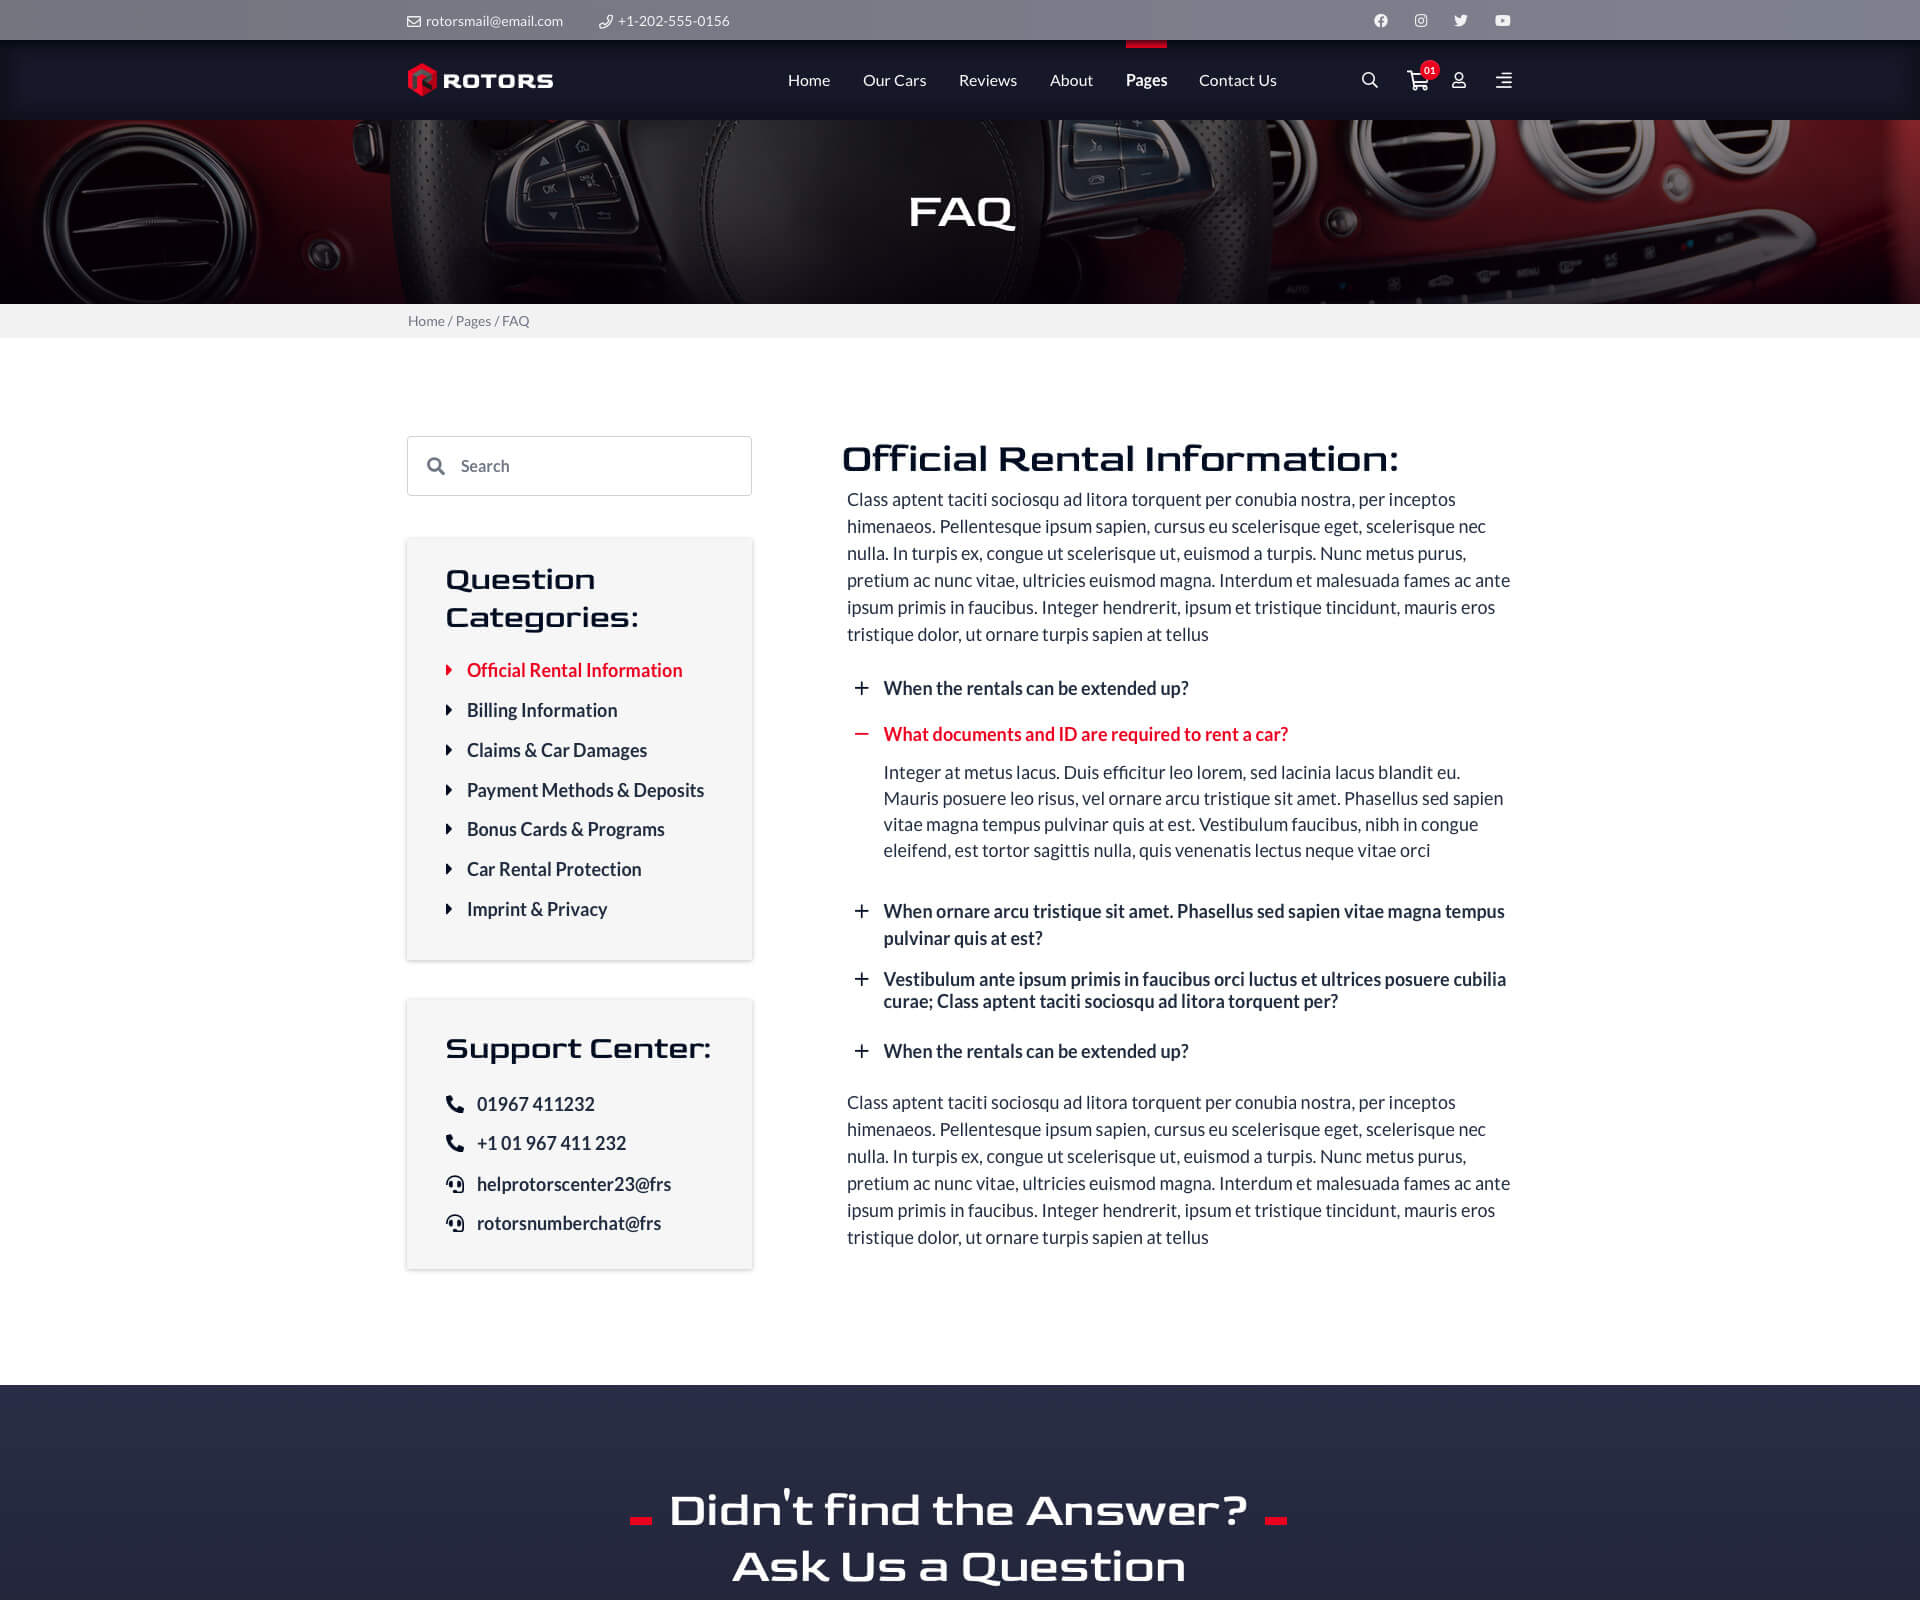 rotorsmail@email.com
+1-202-555-0156
ROTORS
Home
Our Cars
Reviews
About
Pages
Contact Us
01
OK
FAQ
AUTO
MENU
AUTO
Home / Pages / FAQ
Search
Question
Categories:
Official Rental Information
Billing Information
Claims & Car Damages
Payment Methods & Deposits
Bonus Cards & Programs
Car Rental Protection
Imprint & Privacy
Support Center:
01967 411232
+1 01 967 411 232
helprotorscenter23@frs
rotorsnumberchat@frs
Official Rental Information:
Class aptent taciti sociosqu ad litora torquent per conubia nostra, per inceptos
himenaeos. Pellentesque ipsum sapien, cursus eu scelerisque eget, scelerisque nec
nulla. In turpis ex, congue ut scelerisque ut, euismod a turpis. Nunc metus purus,
pretium ac nunc vitae, ultricies euismod magna. Interdum et malesuada fames ac ante
ipsum primis in faucibus. Integer hendrerit, ipsum et tristique tincidunt, mauris eros
tristique dolor, ut ornare turpis sapien at tellus
When the rentals can be extended up?
What documents and ID are required to rent a car?
Integer at metus lacus. Duis efficitur leo lorem, sed lacinia lacus blandit eu.
Mauris posuere leo risus, vel ornare arcu tristique sit amet. Phasellus sed sapien
vitae magna tempus pulvinar quis at est. Vestibulum faucibus, nibh in congue
eleifend, est tortor sagittis nulla, quis venenatis lectus neque vitae orci
When ornare arcu tristique sit amet. Phasellus sed sapien vitae magna tempus
pulvinar quis at est?
Vestibulum ante ipsum primis in faucibus orci luctus et ultrices posuere cubilia
curae; Class aptent taciti sociosqu ad litora torquent per?
When the rentals can be extended up?
Class aptent taciti sociosqu ad litora torquent per conubia nostra, per inceptos
himenaeos. Pellentesque ipsum sapien, cursus eu scelerisque eget, scelerisque nec
nulla. In turpis ex, congue ut scelerisque ut, euismod a turpis. Nunc metus purus,
pretium ac nunc vitae, ultricies euismod magna. Interdum et malesuada fames ac ante
ipsum primis in faucibus. Integer hendrerit, ipsum et tristique tincidunt, mauris eros
tristique dolor, ut ornare turpis sapien at tellus
Didn't find the Answer?
Ask Us a Question